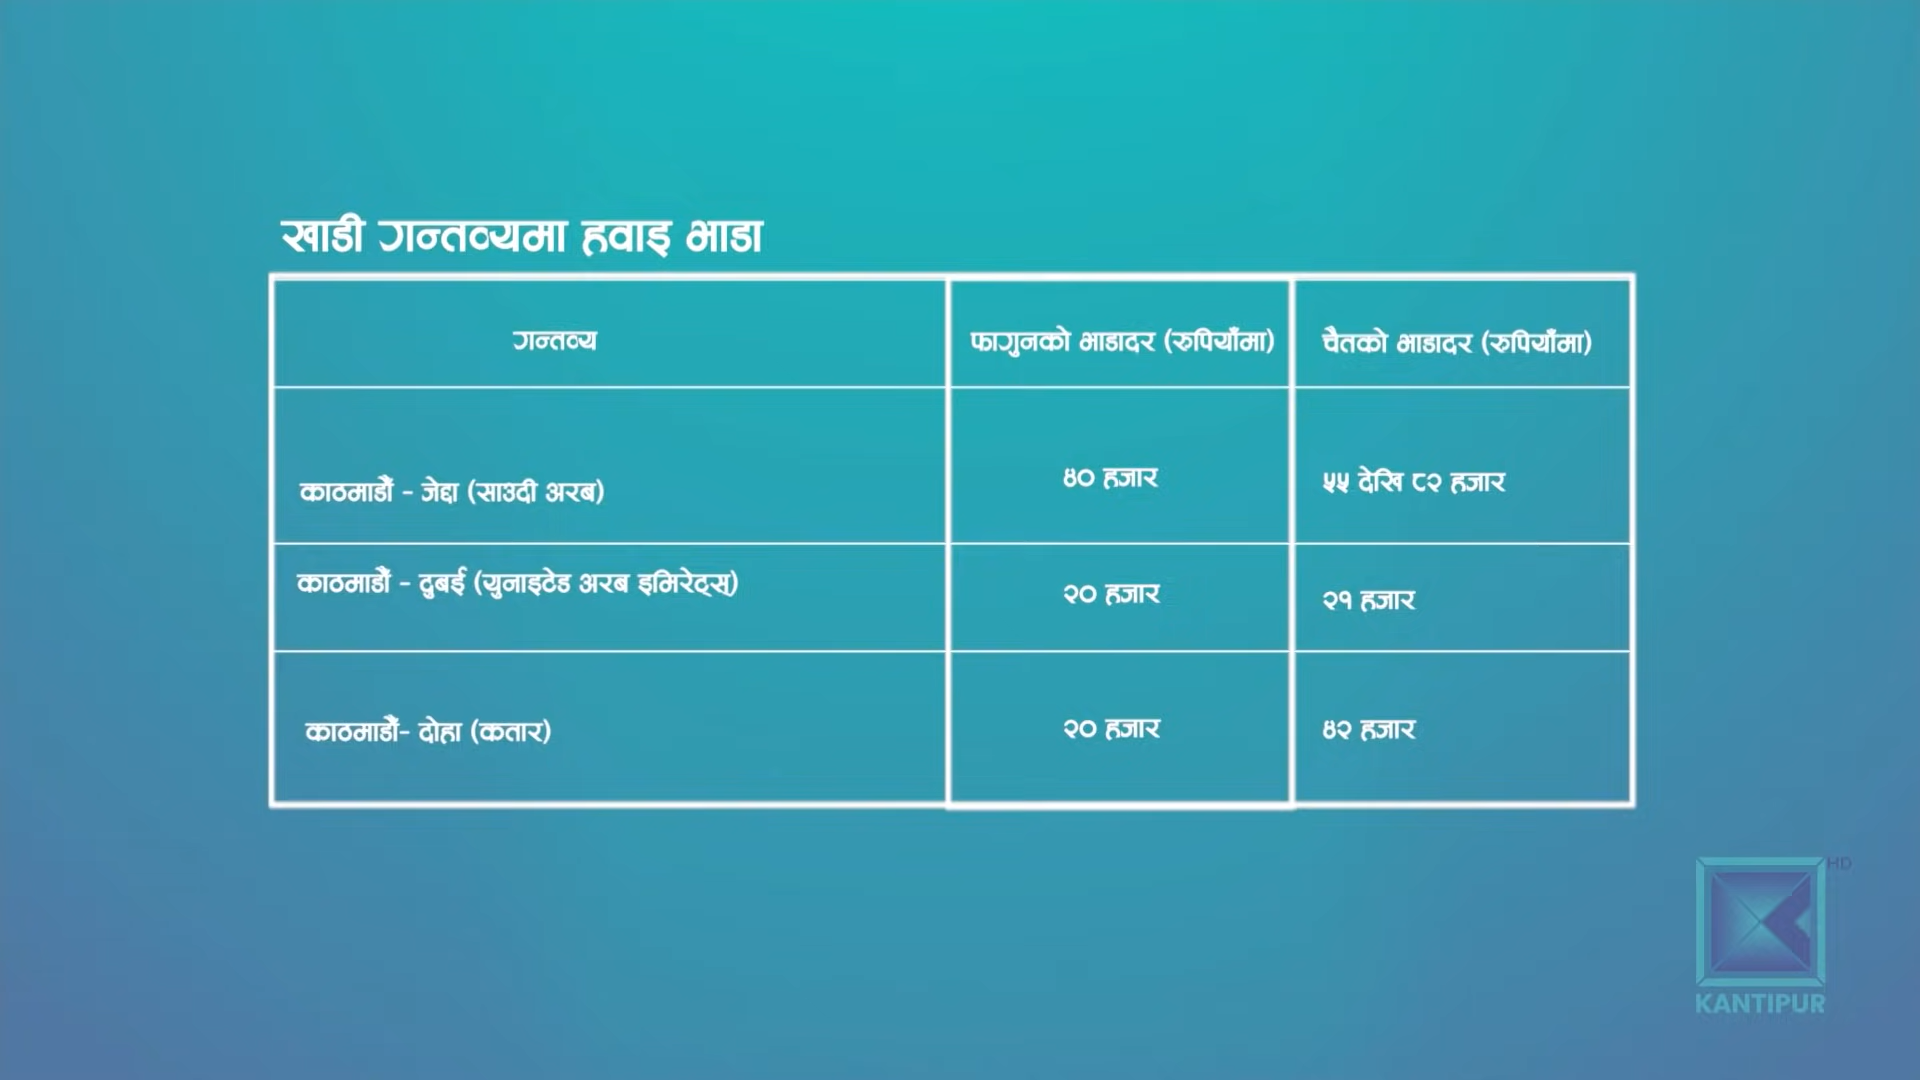 खाडी गन्तव्यमा हवाइ भाडा
गन्तव्य
फागुनको भाडादर (रुपियाँमा)
चैतको भाडादर (रुपियाँमा)
काठमाडौँ - जेद्दा (साउदी अरब)
४० हजार
५५ देखि ८२ हजार
काठमाडौँ - दुबई (युनाइटेड अरब इमिरेट्स्)
२० हजार
२१ हजार
काठमाडौँ- दोहा (कतार)
२० हजार
४२ हजार
HD
KANTIPUR